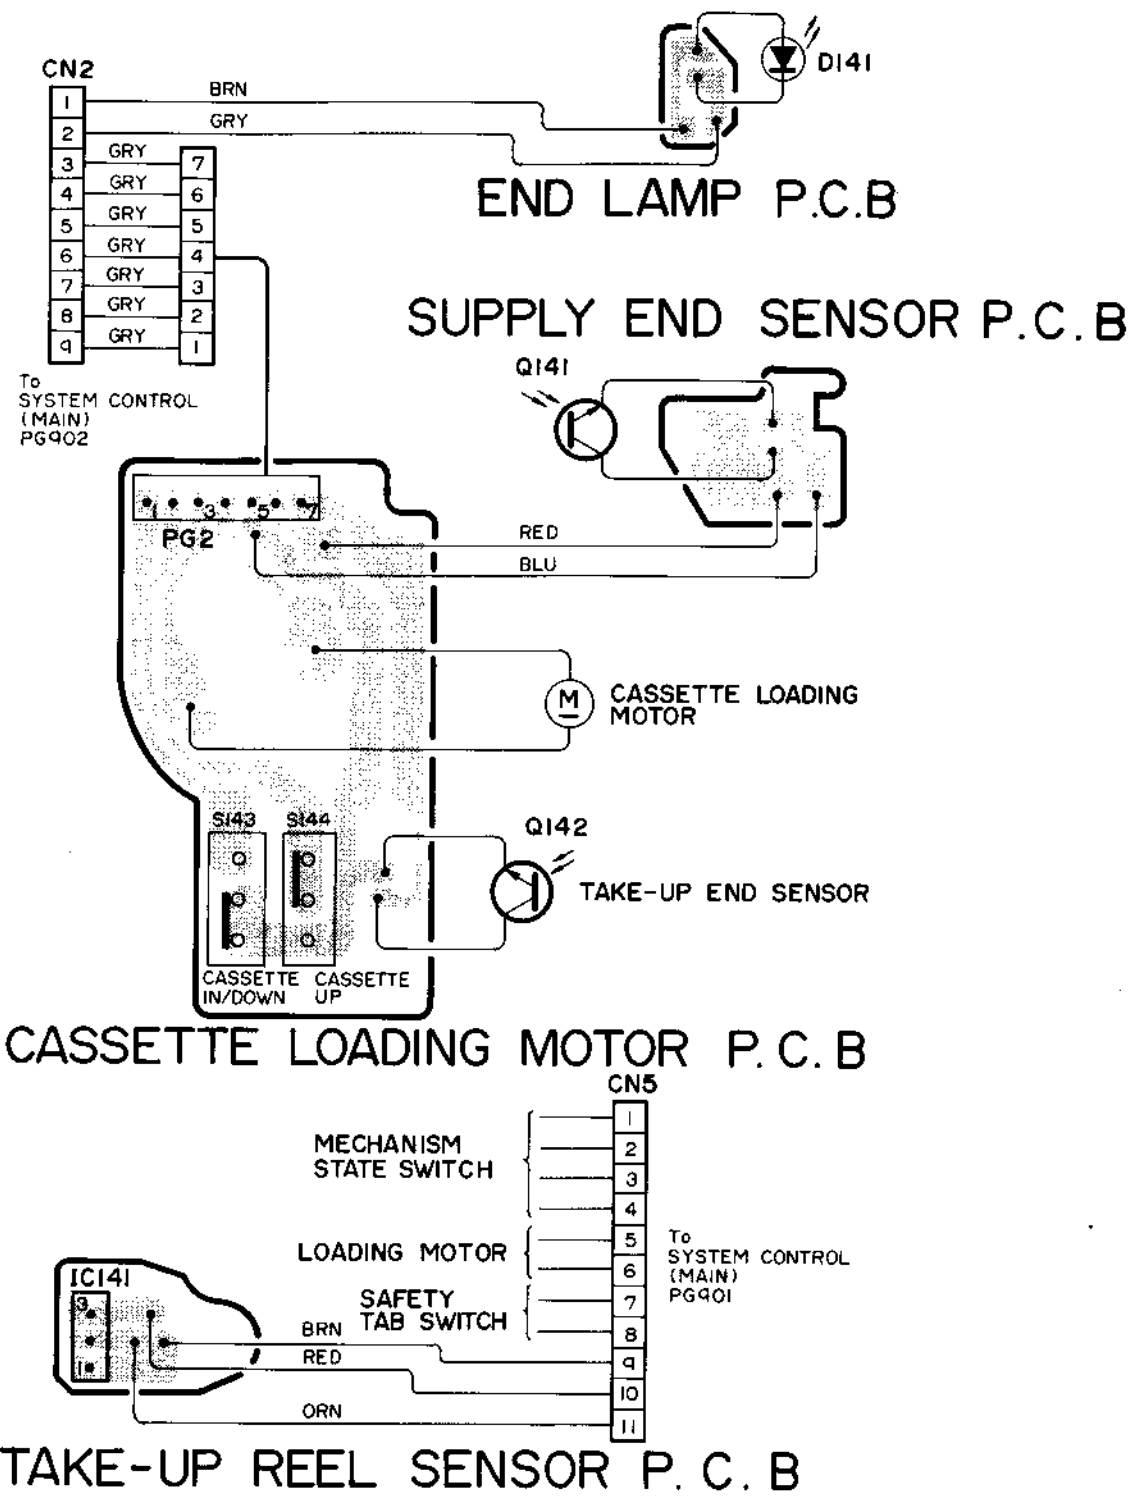 CN2
1
BRN
2
GRY
3
GRY
7
4
GRY
6
5
GRY
5
6
GRY
4
7
GRY
3
8
GRY
2
9
GRY
1
To
SYSTEM CONTROL
(MAIN)
PG902
D141
END LAMP P.C.B
SUPPLY END SENSOR P.C.B
Q141
1
3
5
7
PG2
RED
BLU
M
CASSETTE LOADING
MOTOR
S143
S144
Q142
TAKE-UP END SENSOR
CASSETTE
IN/DOWN
CASSETTE
UP
CASSETTE LOADING MOTOR P.C.B
CN5
MECHANISM
STATE SWITCH
1
2
3
4
LOADING MOTOR
5
6
SAFETY
TAB SWITCH
7
8
To
SYSTEM CONTROL
(MAIN)
PG901
IC141
3
1
BRN
9
RED
10
ORN
11
TAKE-UP REEL SENSOR P.C.B